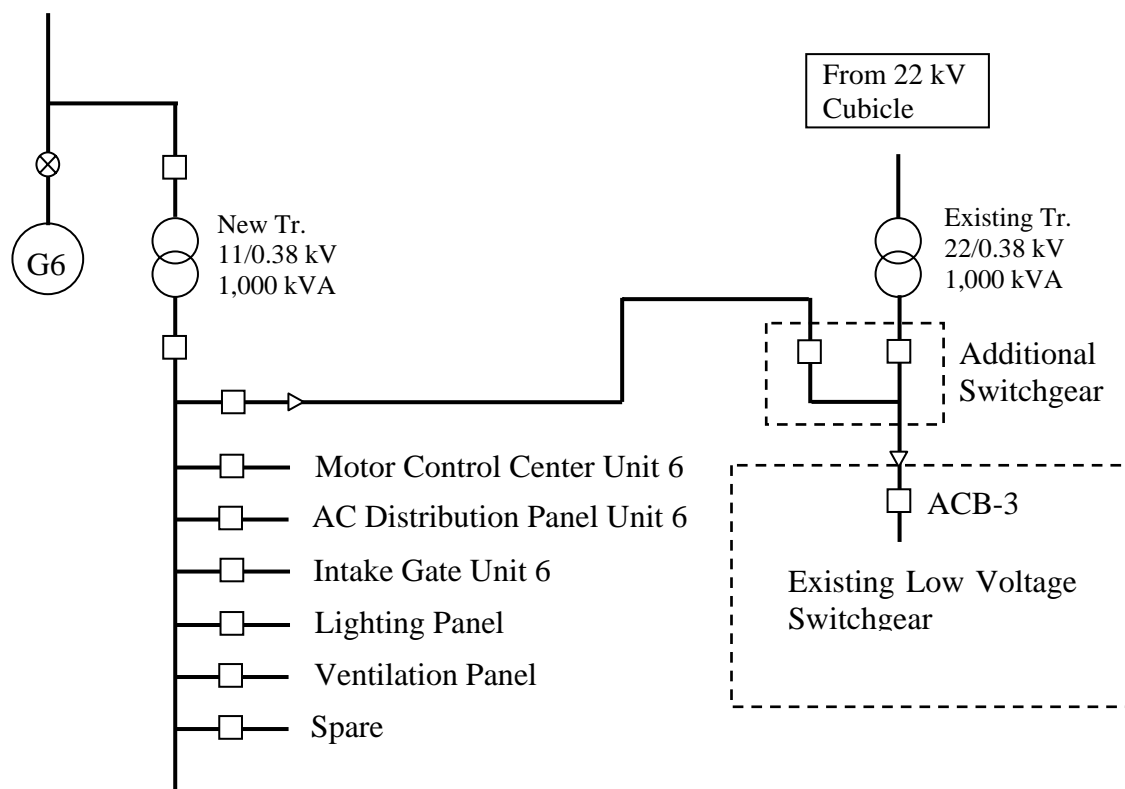 From 22 kV
Cubicle
G6
New Tr.
11/0.38 kV
1,000 kVA
Existing Tr.
22/0.38 kV
1,000 kVA
Additional
Switchgear
Motor Control Center Unit 6
AC Distribution Panel Unit 6
Intake Gate Unit 6
Lighting Panel
Ventilation Panel
Spare
ACB-3
Existing Low Voltage
Switchgear